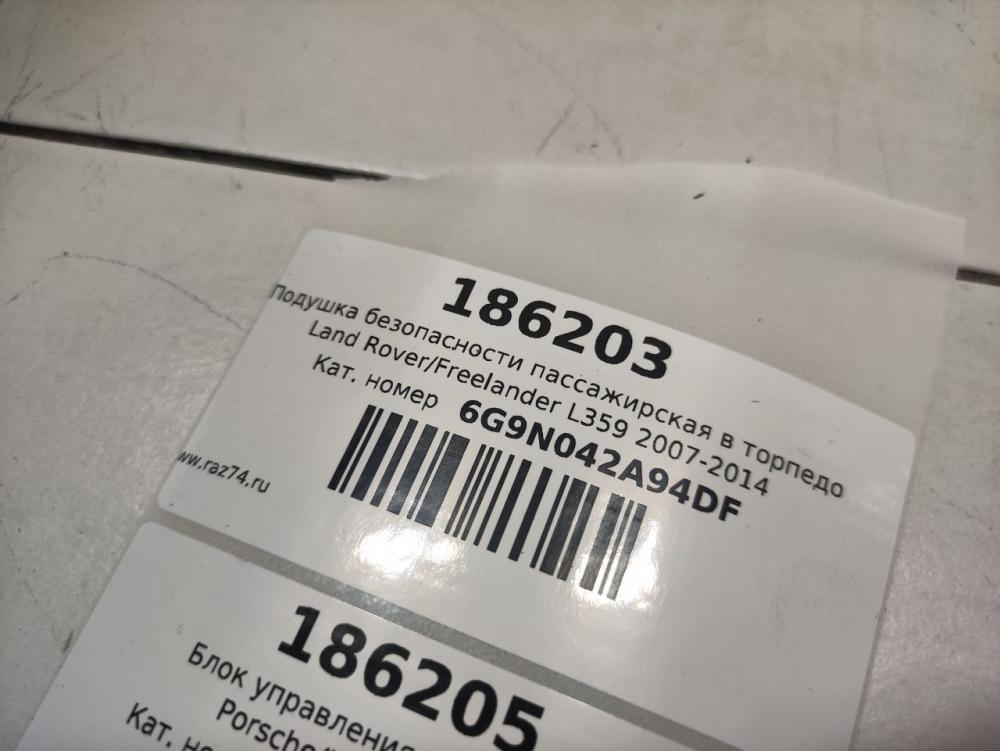 186203
Подушка безопасности пассажирская в торпедо
Land Rover/Freelander L359 2007-2014
Кат. номер 6G9N042A94DF
ww.raz74.ru
186205
Блок управления
Porsche/
Кат.